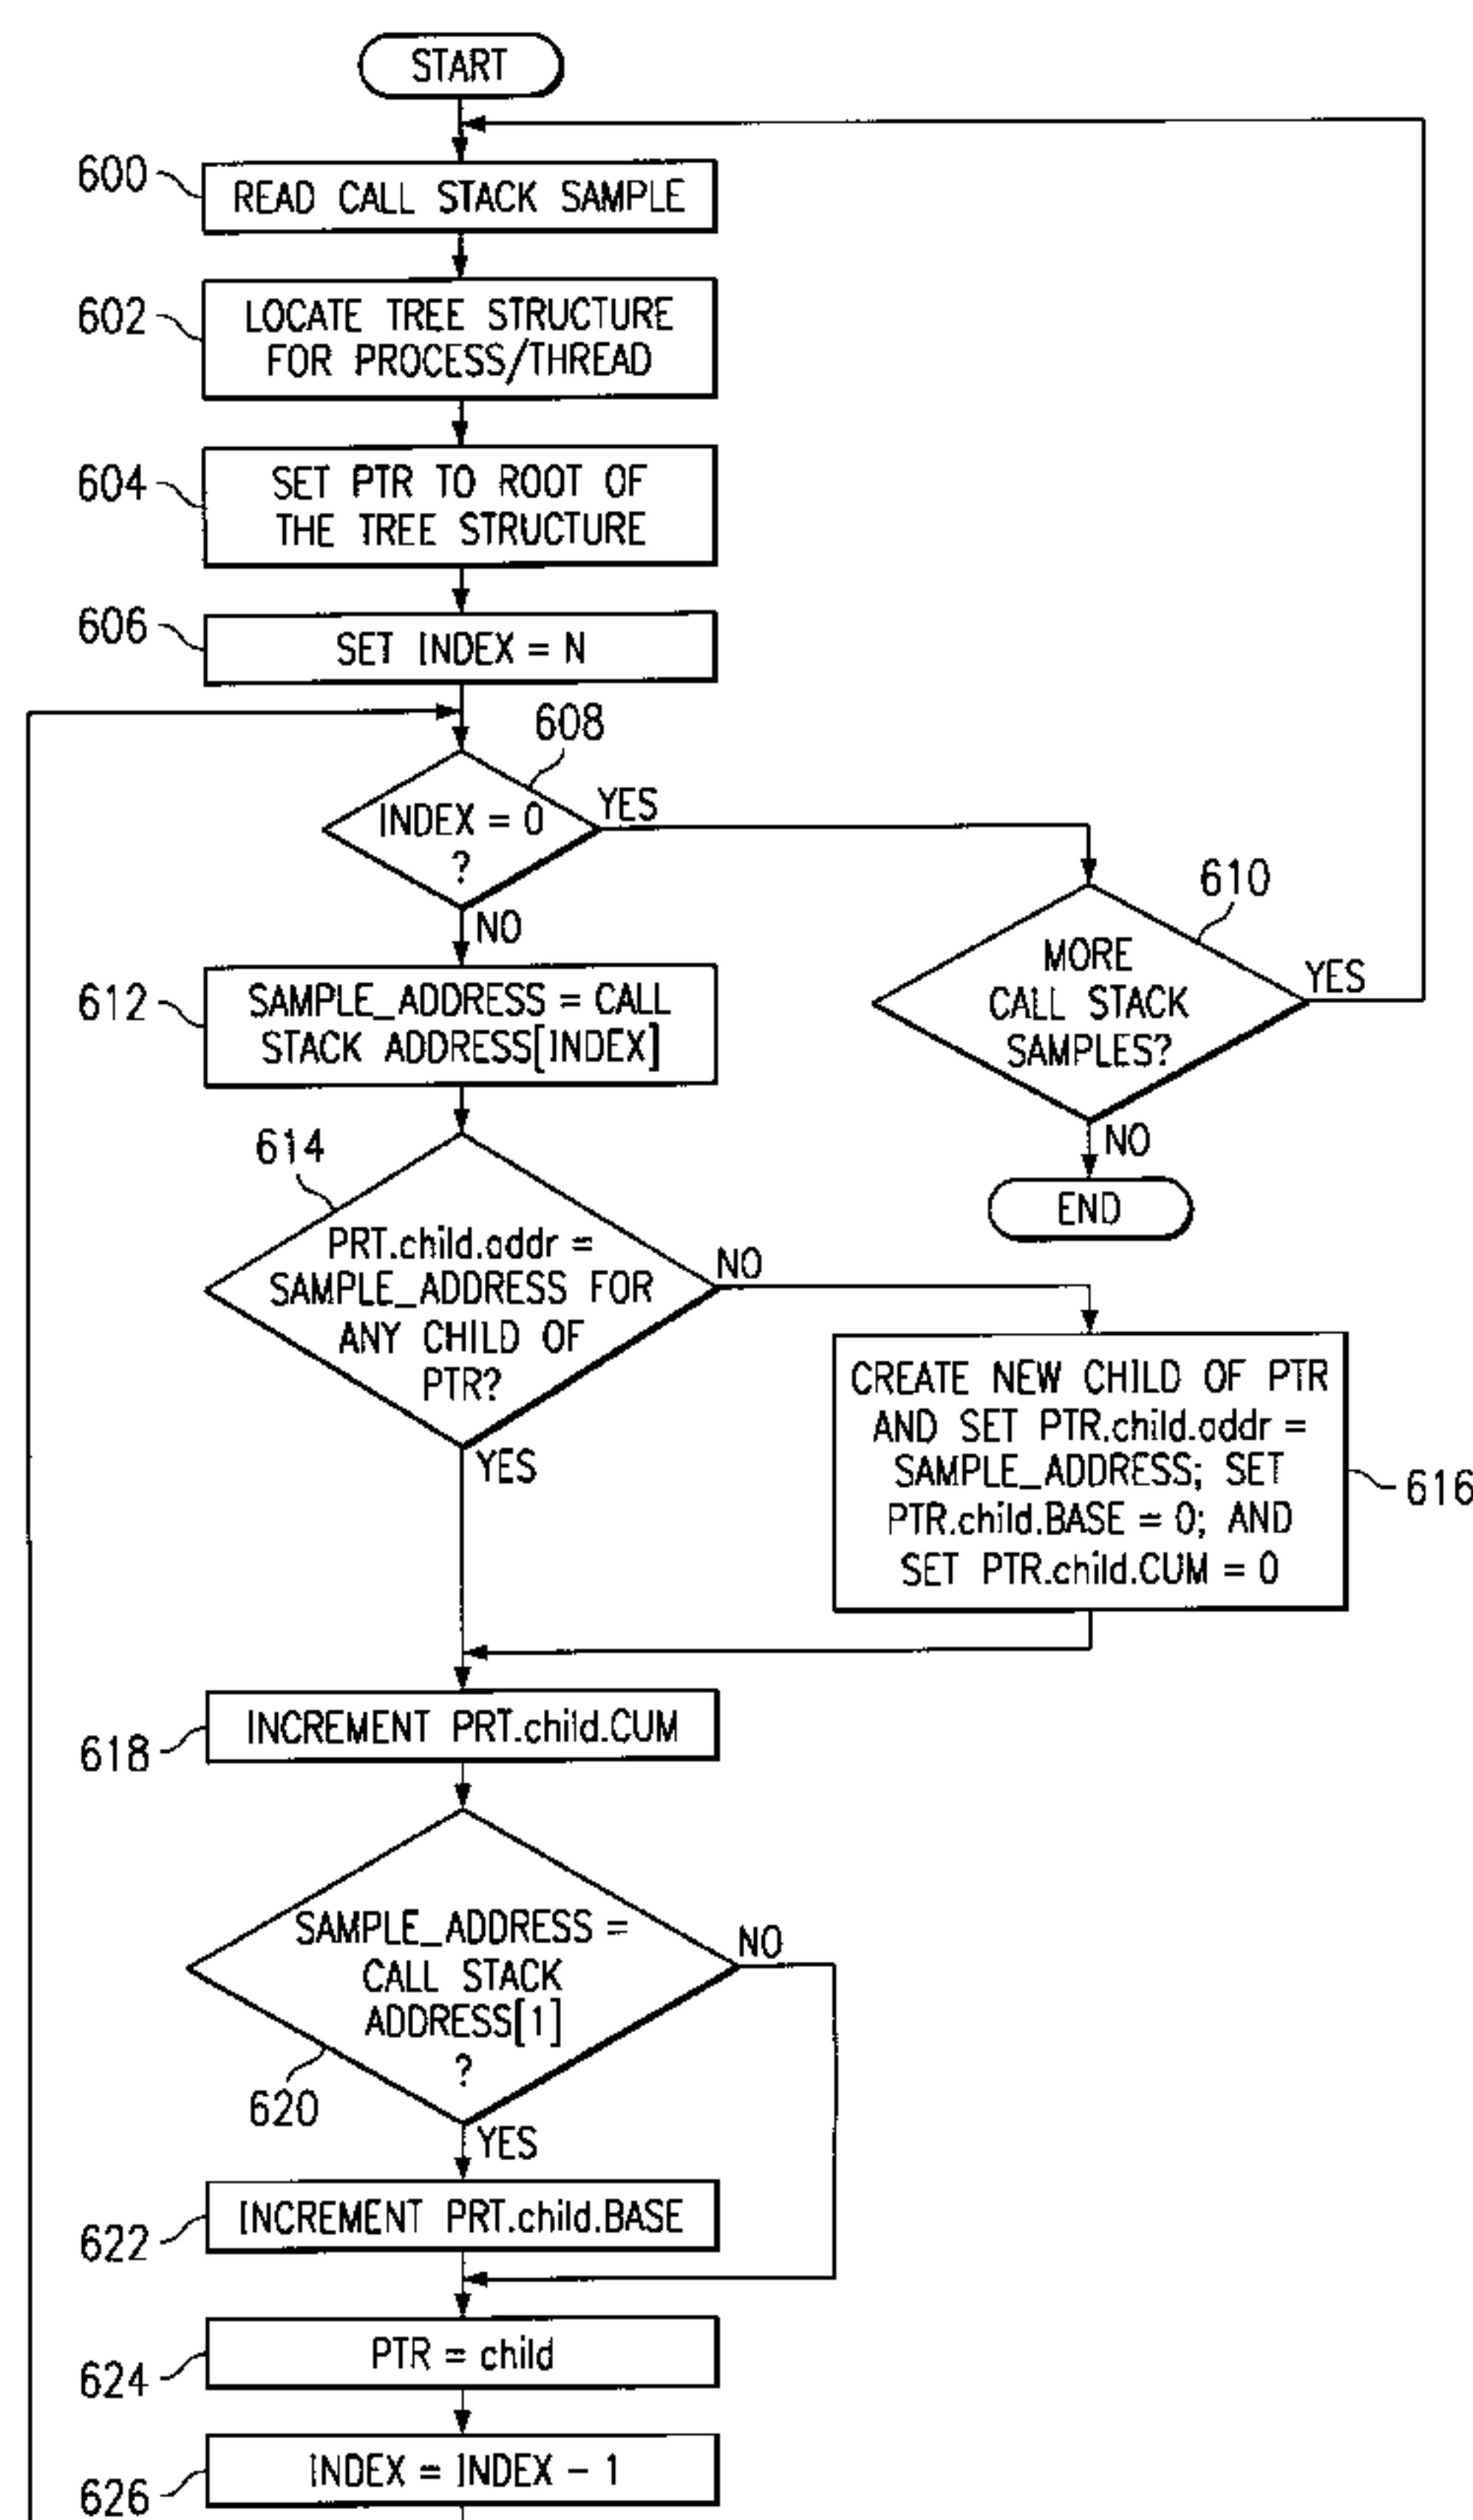 START
600
READ CALL STACK SAMPLE
602
LOCATE TREE STRUCTURE
FOR PROCESS/THREAD
604
SET PTR TO ROOT OF
THE TREE STRUCTURE
606
SET INDEX = N
608
INDEX = 0
?
YES
NO
610
MORE
CALL STACK
SAMPLES?
YES
NO
END
612
SAMPLE_ADDRESS = CALL
STACK ADDRESS[INDEX]
614
PRT.child.addr =
SAMPLE_ADDRESS FOR
ANY CHILD OF
PTR?
NO
YES
CREATE NEW CHILD OF PTR
AND SET PTR.child.addr =
SAMPLE_ADDRESS; SET
PTR.child.BASE = 0; AND
SET PTR.child.CUM = 0
616
618
INCREMENT PRT.child.CUM
SAMPLE_ADDRESS =
CALL STACK
ADDRESS[1]
?
NO
620
YES
622
INCREMENT PRT.child.BASE
624
PTR = child
626
INDEX = INDEX - 1